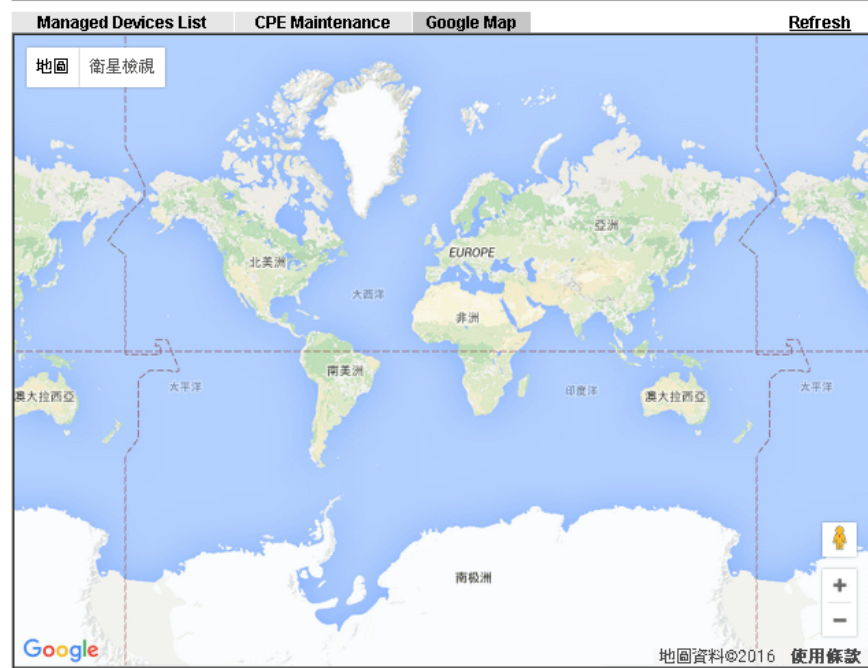 Managed Devices List CPE Maintenance Google Map Refresh
地圖 衛星檢視
亞洲
EUROPE
北美洲
大西洋
非洲
南美洲
太平洋 印度洋 太平洋
澳大拉西亞 澳大拉西亞
南极洲
+
−
Google 地圖資料©2016 使用條款